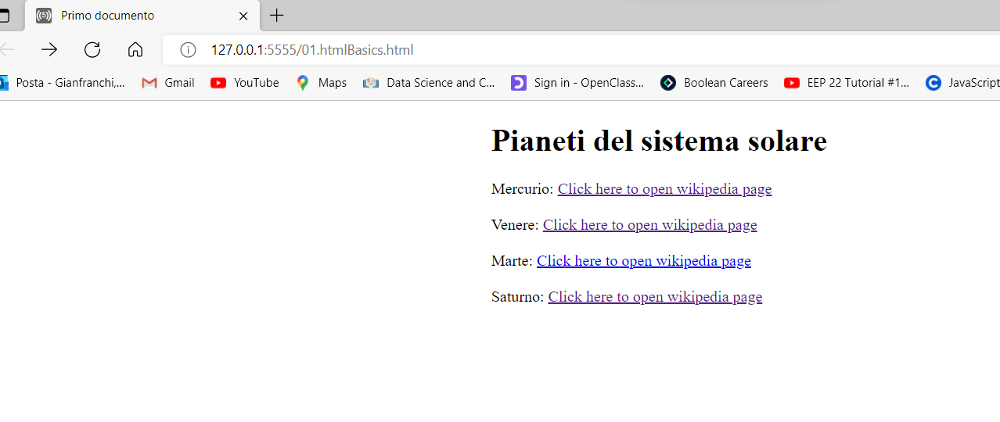 Primo documento
127.0.0.1:5555/01.htmlBasics.html
Posta - Gianfranchi,... Gmail YouTube Maps Data Science and C... Sign in - OpenClass... Boolean Careers EEP 22 Tutorial #1... JavaScript
Pianeti del sistema solare
Mercurio: Click here to open wikipedia page
Venere: Click here to open wikipedia page
Marte: Click here to open wikipedia page
Saturno: Click here to open wikipedia page